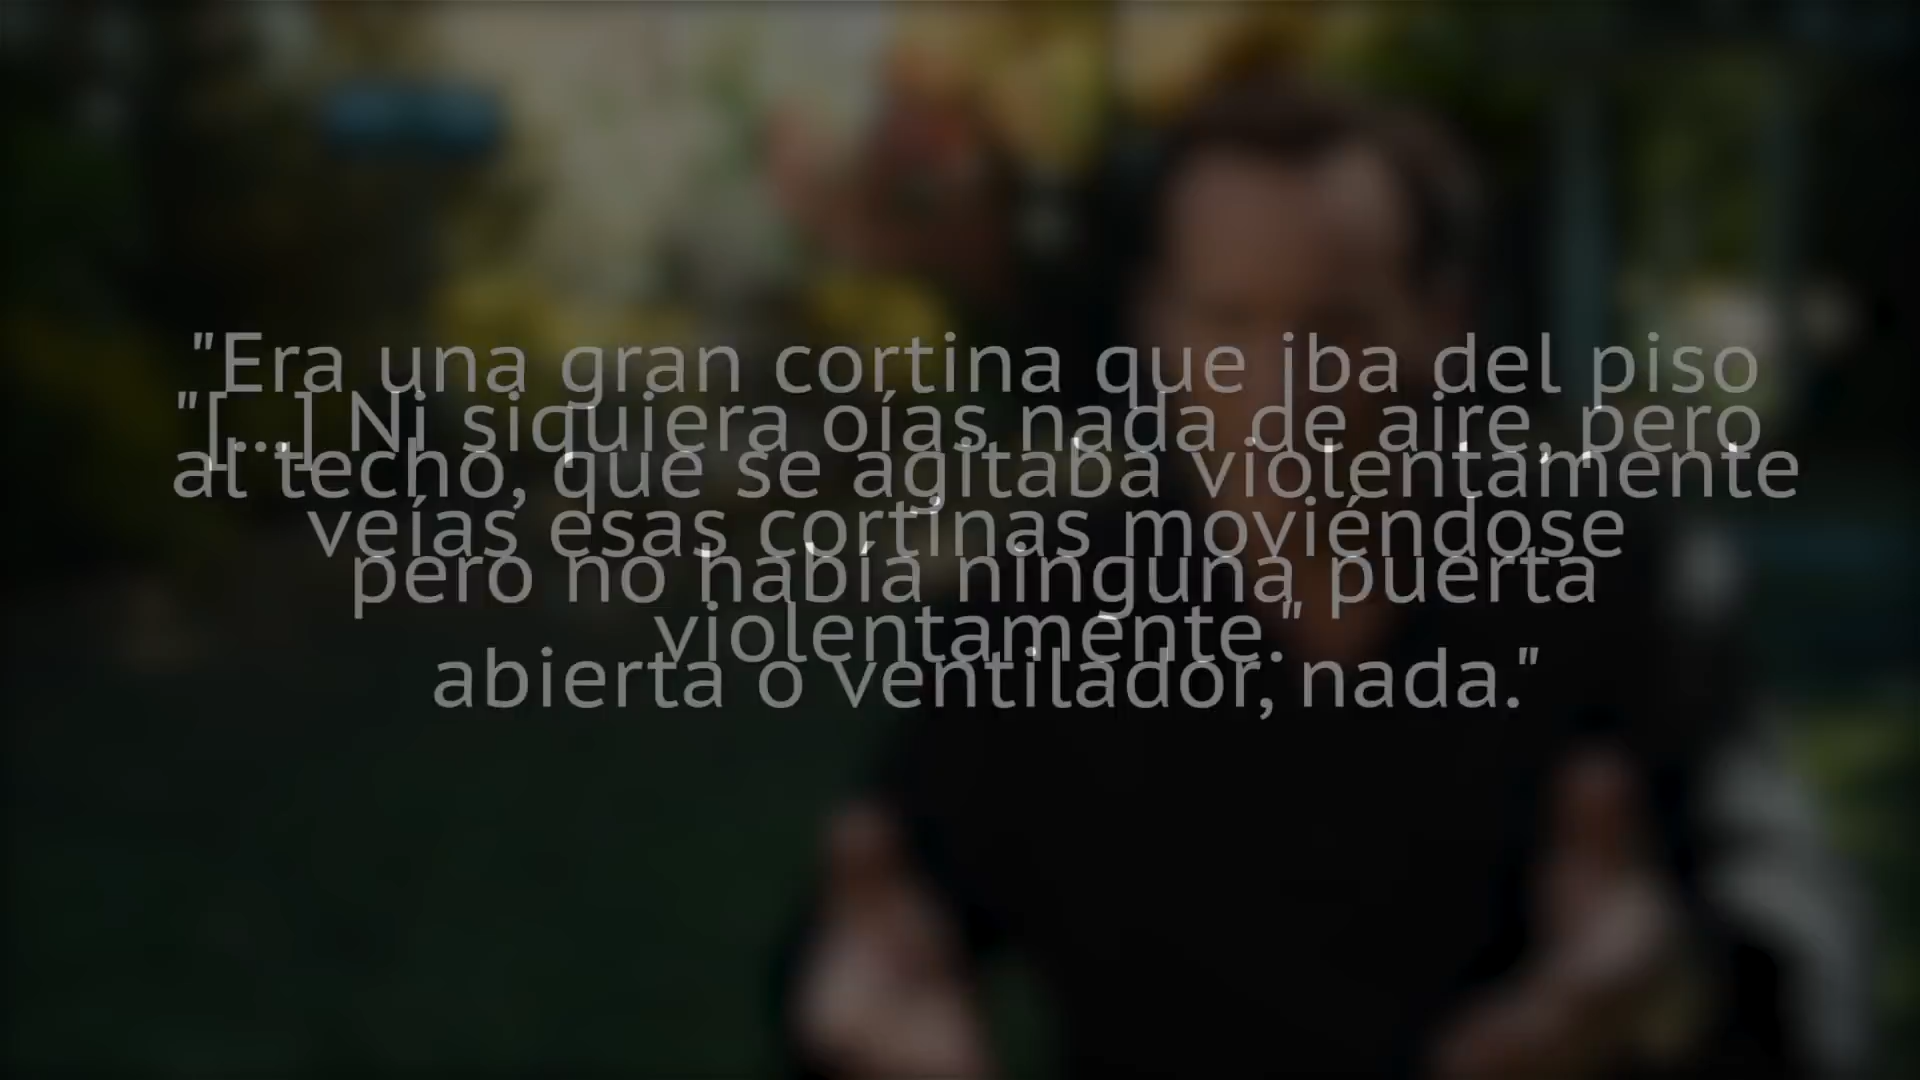 "Era una gran cortina que iba del piso
al techo, que se agitaba violentamente
pero no había ninguna puerta
abierta o ventilador, nada."
"[...] Ni siquiera oías nada de aire, pero
veías esas cortinas moviéndose
violentamente."